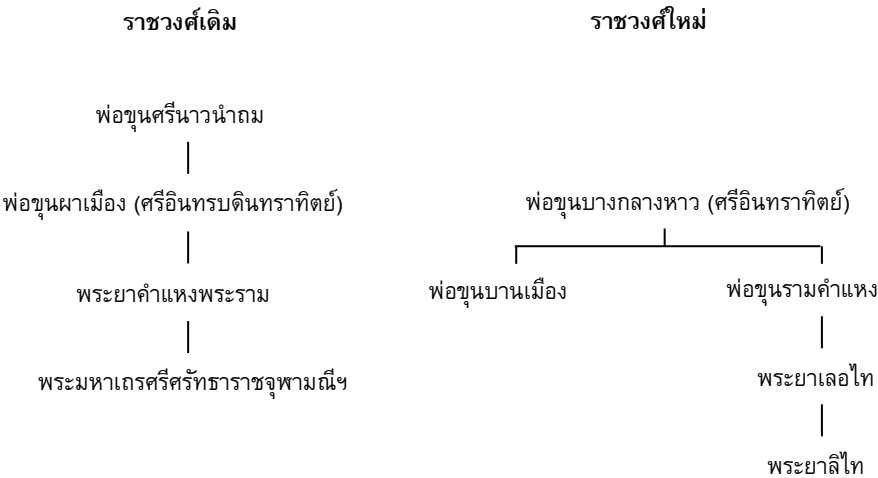 ราชวงศ์เดิม
พ่อขุนศรีนาวนำถม
พ่อขุนผาเมือง (ศรีอินทรบดินทราทิตย์)
พระยาคำแหงพระราม
พระมหาเถรศรีศรัทธาราชจุฬามณีฯ
ราชวงศ์ใหม่
พ่อขุนบางกลางหาว (ศรีอินทราทิตย์)
พ่อขุนบานเมือง
พ่อขุนรามคำแหง
พระยาเลอไท
พระยาลิไท